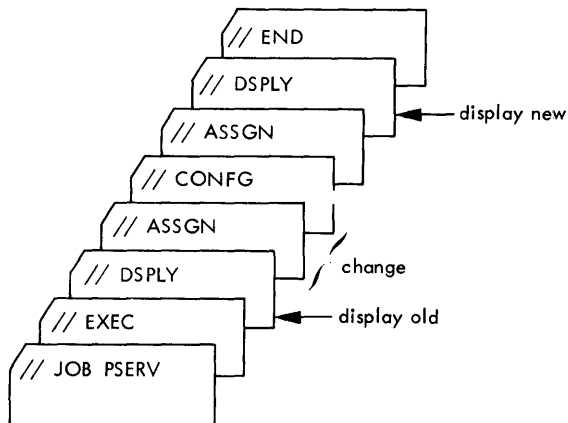 // END
// DSPLY
display new
// ASSGN
// CONFG
// ASSGN
change
// DSPLY
display old
// EXEC
// JOB PSERV